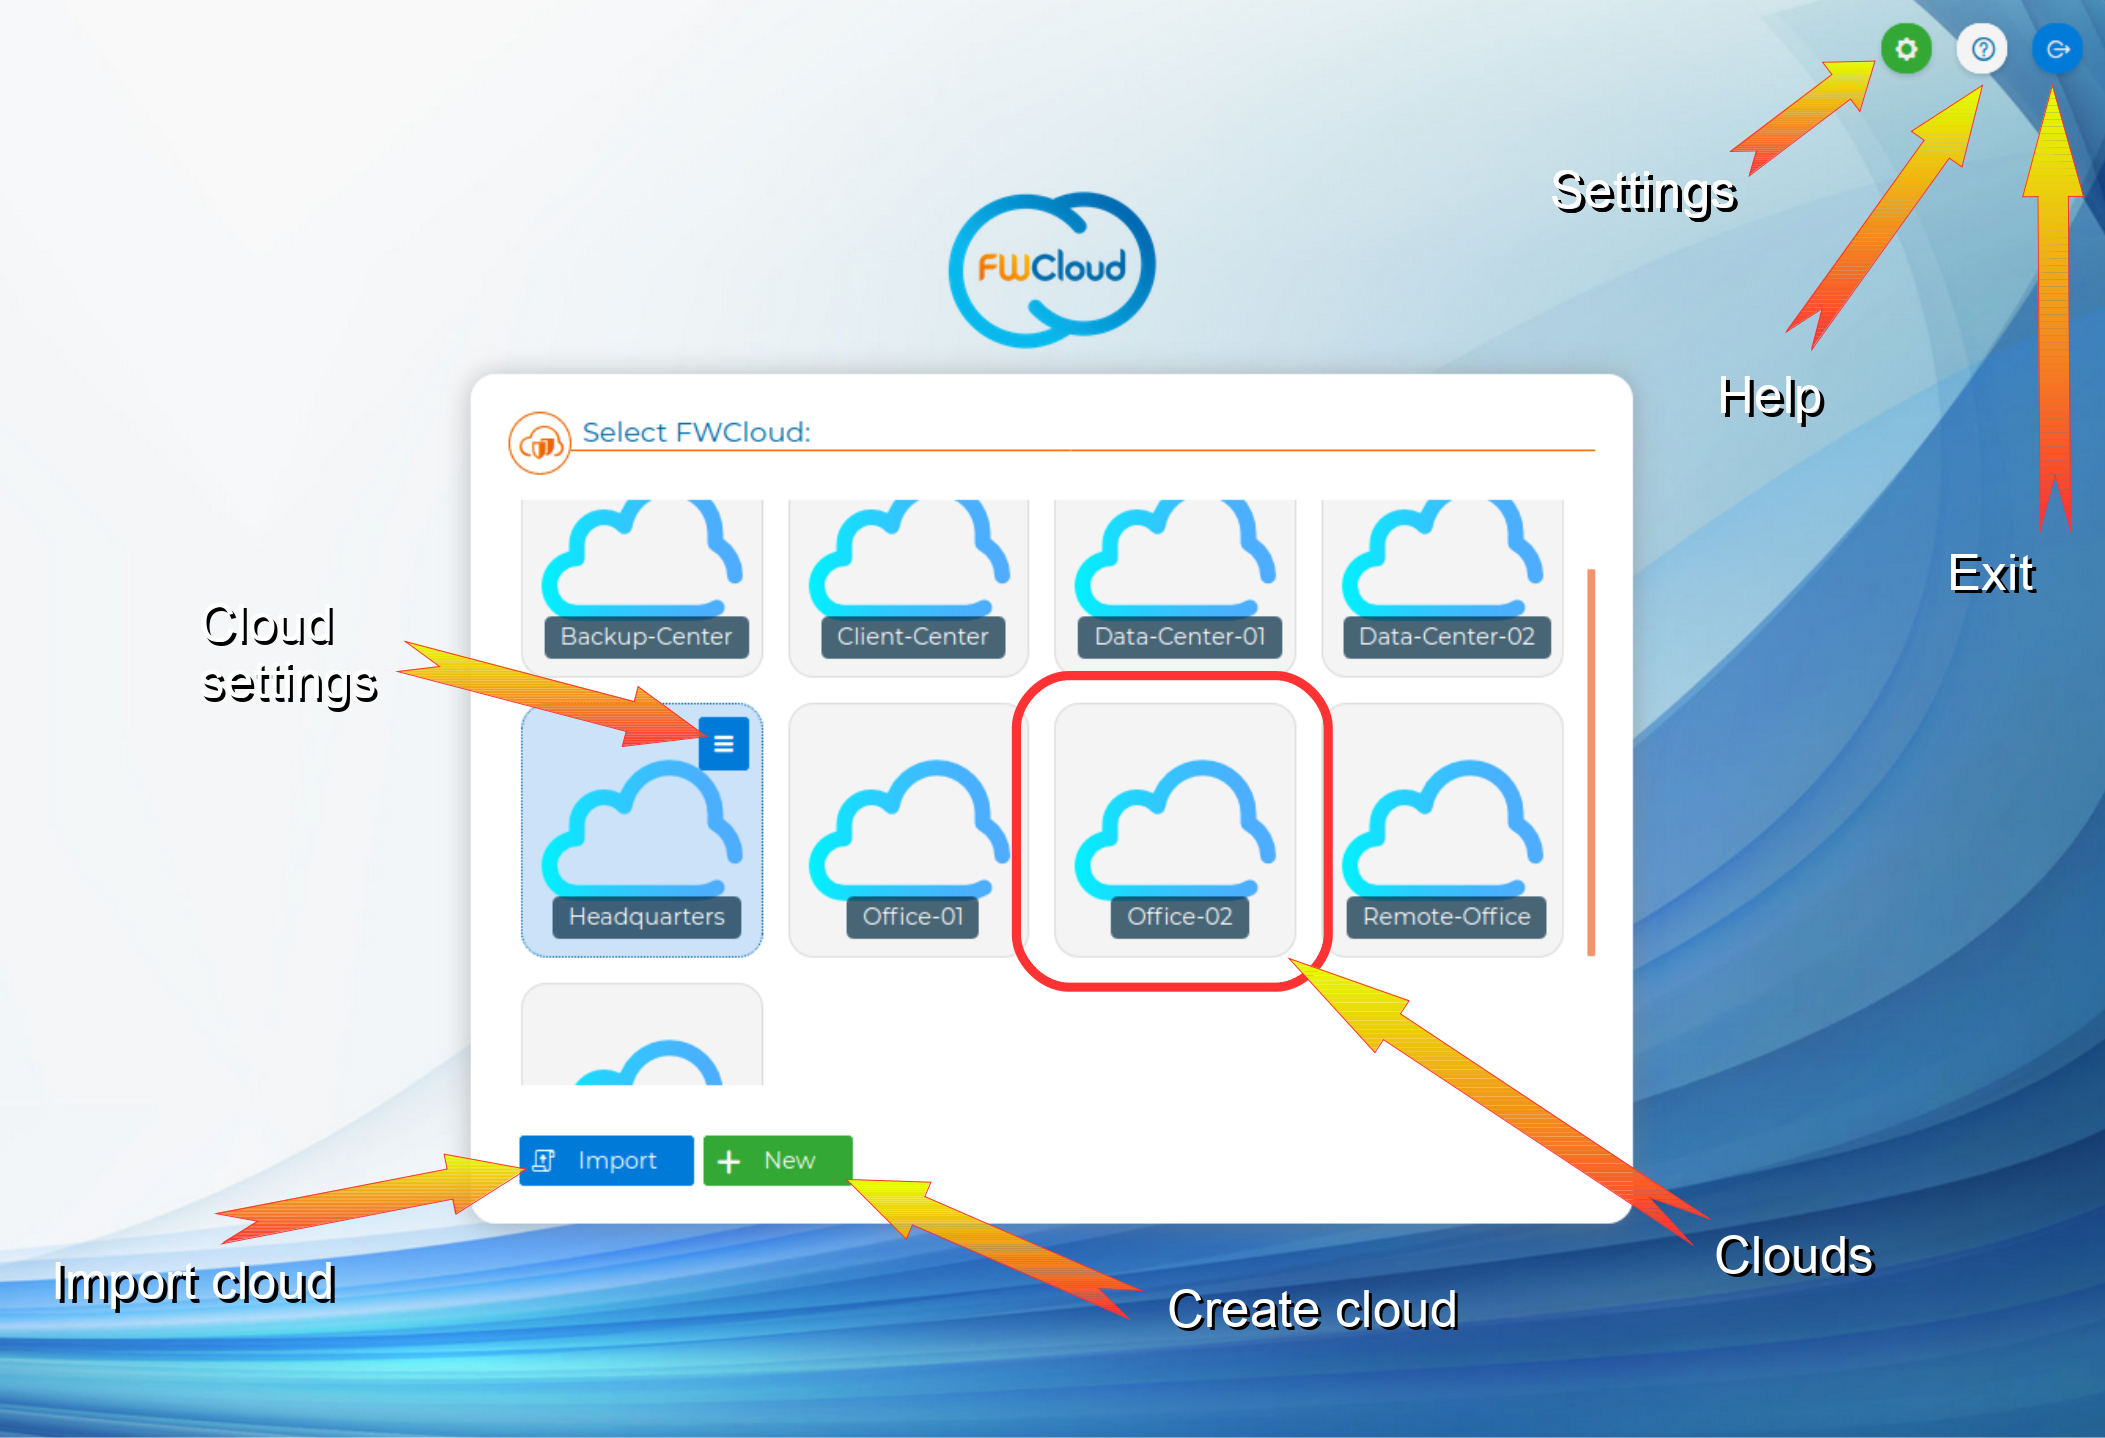 Settings
FWCloud
Help
Select FWCloud:
Exit
Backup-Center
Client-Center
Data-Center-01
Data-Center-02
Cloud
settings
Headquarters
Office-01
Office-02
Remote-Office
Import
New
Clouds
Import cloud
Create cloud